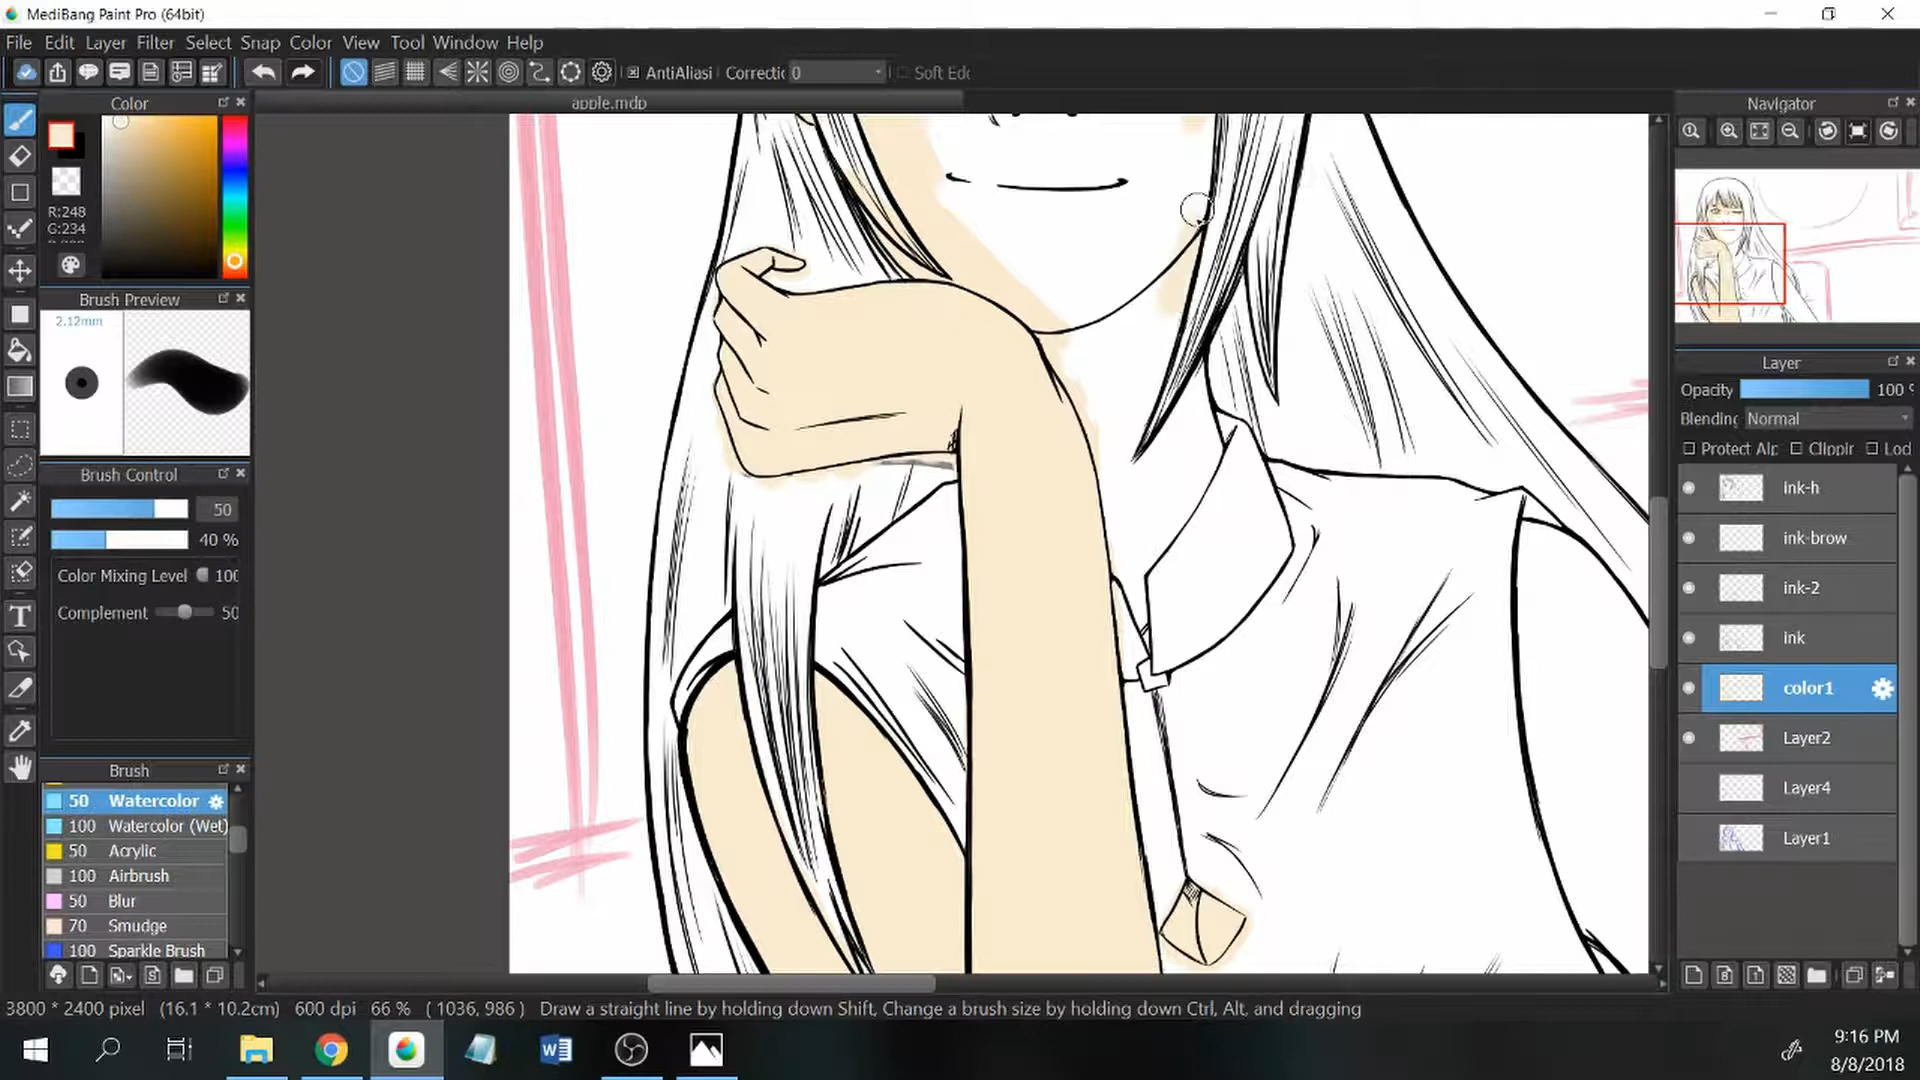 MediBang Paint Pro (64bit)
File Edit Layer Filter Select Snap Color View Tool Window Help
AntiAliasi Correctic 0 Soft Edg
apple.mdp
Color
R:248
G:234
Brush Preview
2.12mm
Brush Control
50
40 %
Color Mixing Level 100
Complement 50
Brush
50 Watercolor
100 Watercolor (Wet)
50 Acrylic
100 Airbrush
50 Blur
70 Smudge
100 Sparkle Brush
Navigator
Layer
Opacity 100 %
Blending Normal
Protect Alp Clippir Loc
ink-h
ink-brow
ink-2
ink
color1
Layer2
Layer4
Layer1
3800 * 2400 pixel (16.1 * 10.2cm) 600 dpi 66 % ( 1036, 986 ) Draw a straight line by holding down Shift, Change a brush size by holding down Ctrl, Alt, and dragging
9:16 PM
8/8/2018